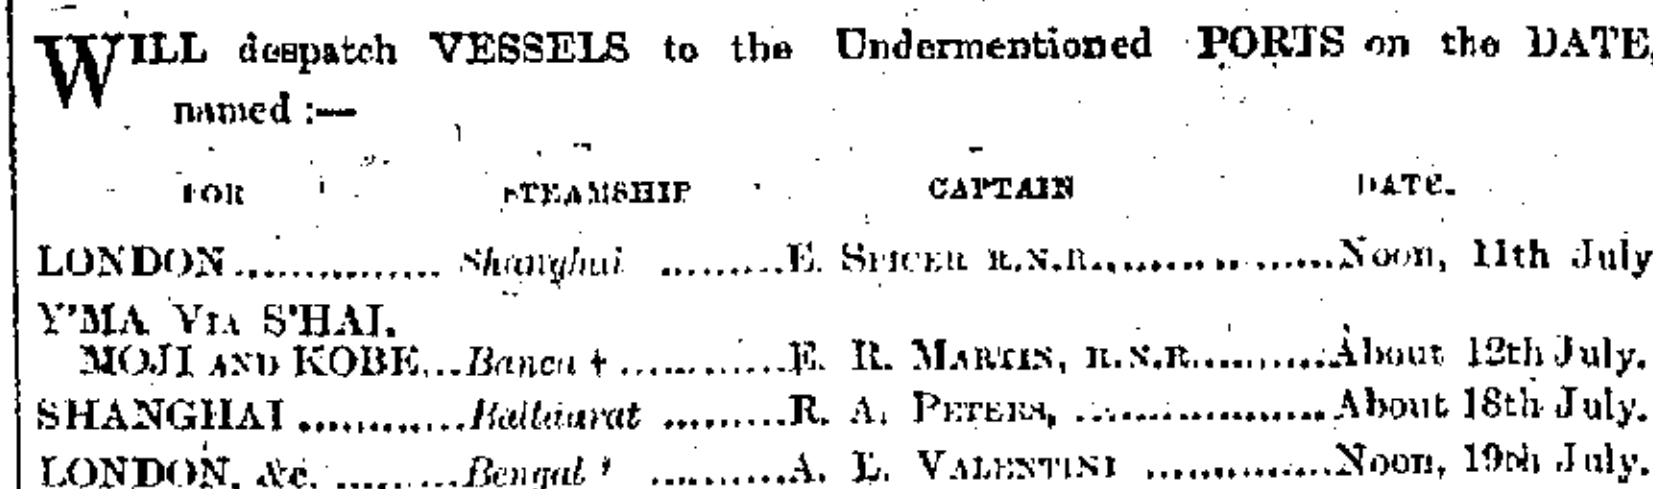 WILL despatch VESSELS to the Undermentioned PORTS on the DATE,
named :—
FOR STEAMSHIP CAPTAIN DATE.
LONDON ............... Shanghai .........E. SPICER R.N.R. ...............Noon, 11th July
Y'MA VIA S'HAI.
MOJI AND KOBE...Banca † ............E. R. MARTIN, R.N.R. ..........About 12th July.
SHANGHAI ............Ballaarat .........R. A. PETERS, ..................About 18th July.
LONDON, &c. .........Bengal ..........A. L. VALENTINI .............Noon, 19th July.